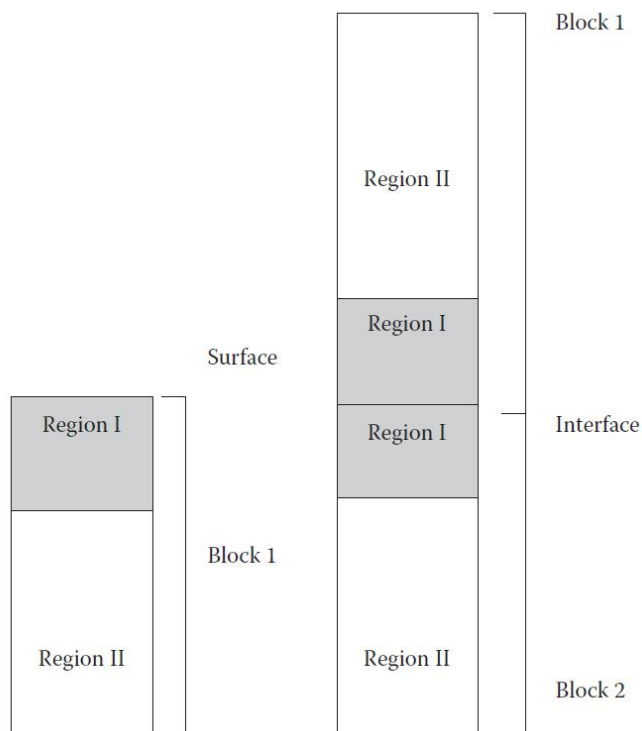 Block 1
Region II
Region I
Surface
Region I
Region I
Interface
Block 1
Region II
Region II
Block 2